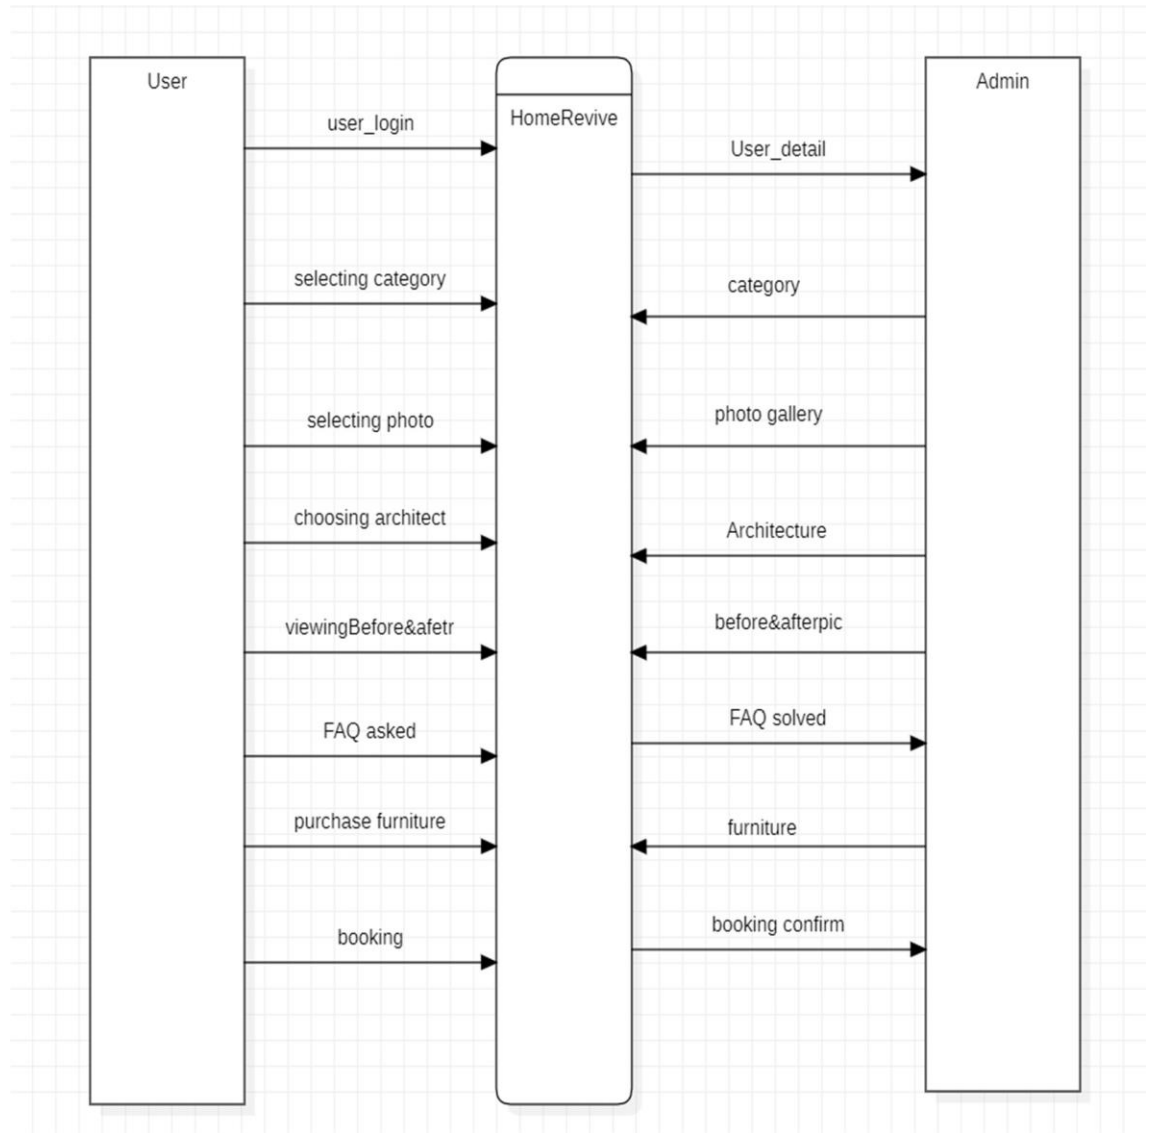 User
HomeRevive
Admin
user_login
User_detail
selecting category
category
selecting photo
photo gallery
choosing architect
Architecture
viewingBefore&afetr
before&afterpic
FAQ asked
FAQ solved
purchase furniture
furniture
booking
booking confirm